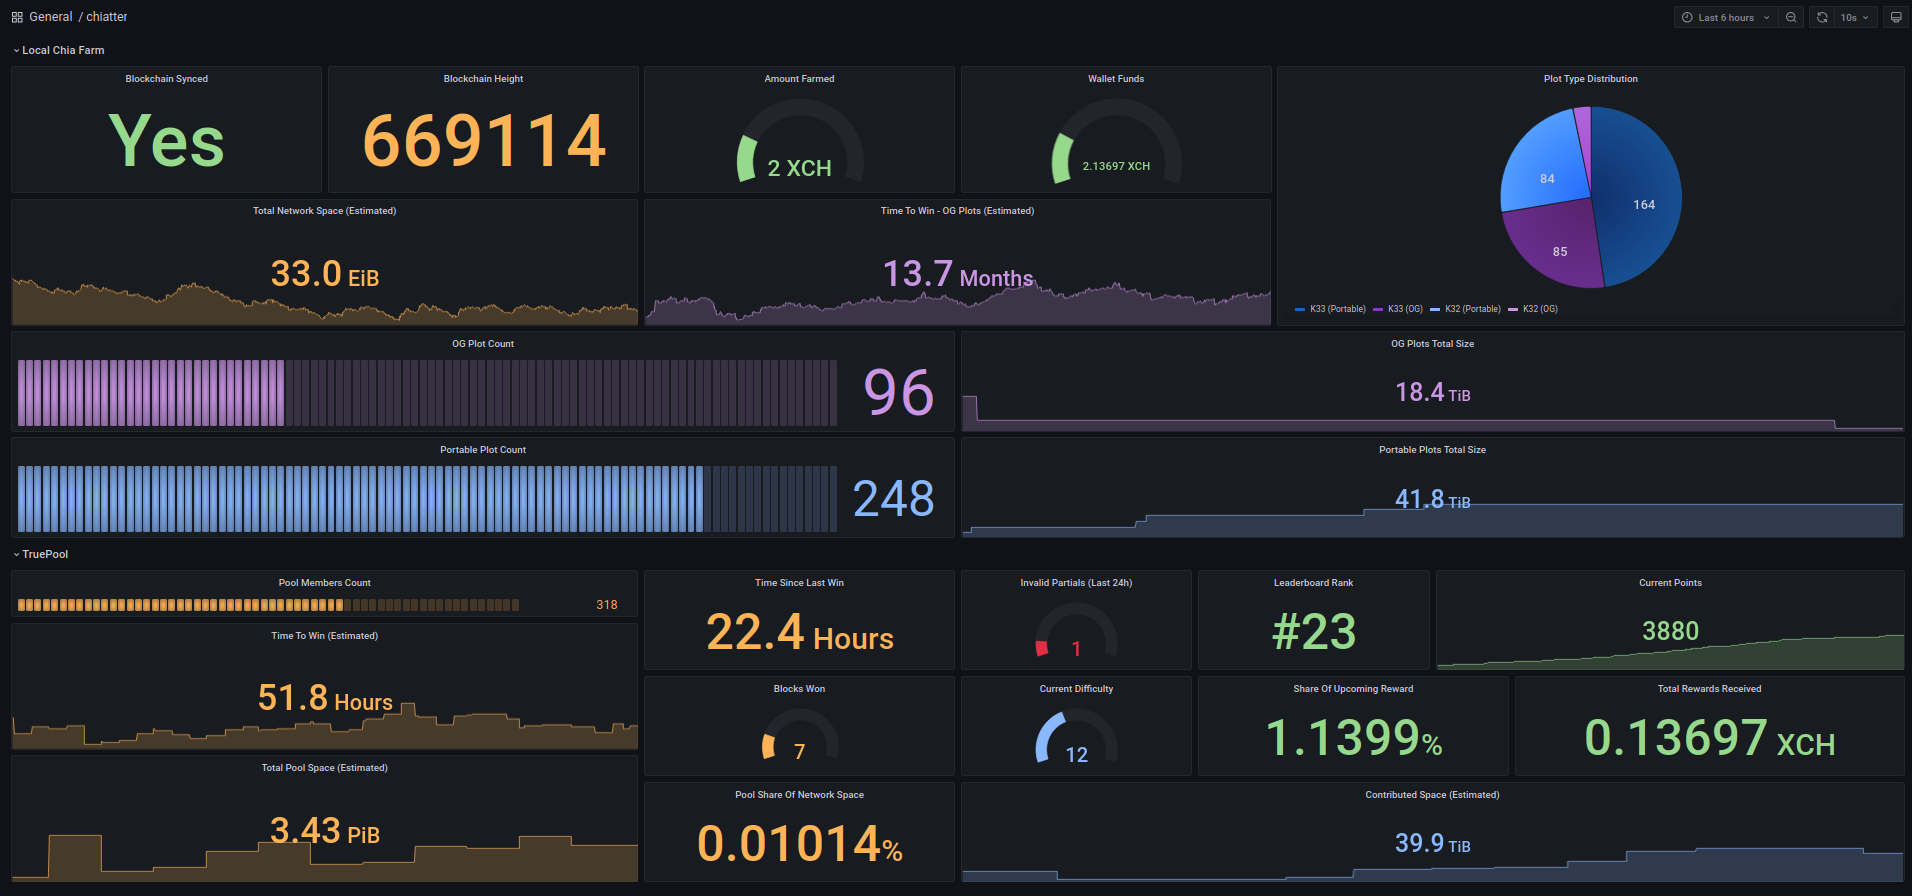 General / chiatter
Last 6 hours
10s
Local Chia Farm
Blockchain Synced
Yes
Blockchain Height
669114
Amount Farmed
2 XCH
Wallet Funds
2.13697 XCH
Plot Type Distribution
84
164
85
K33 (Portable) K33 (OG) K32 (Portable) K32 (OG)
Total Network Space (Estimated)
33.0 EiB
Time To Win - OG Plots (Estimated)
13.7 Months
OG Plot Count
96
OG Plots Total Size
18.4 TiB
Portable Plot Count
248
Portable Plots Total Size
41.8 TiB
TruePool
Pool Members Count
318
Time Since Last Win
22.4 Hours
Invalid Partials (Last 24h)
1
Leaderboard Rank
#23
Current Points
3880
Time To Win (Estimated)
51.8 Hours
Blocks Won
7
Current Difficulty
12
Share Of Upcoming Reward
1.1399%
Total Rewards Received
0.13697 XCH
Total Pool Space (Estimated)
3.43 PiB
Pool Share Of Network Space
0.01014%
Contributed Space (Estimated)
39.9 TiB